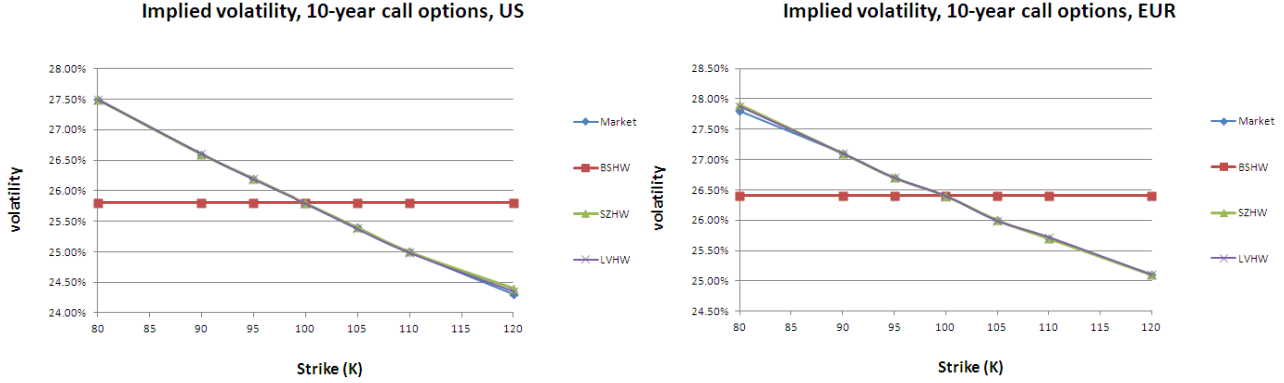 Implied volatility, 10-year call options, US
28.00%
27.50%
27.00%
26.50%
26.00%
25.50%
25.00%
24.50%
24.00%
volatility
80 85 90 95 100 105 110 115 120
Strike (K)
Market
BSHW
SZHW
LVHW
Implied volatility, 10-year call options, EUR
28.50%
28.00%
27.50%
27.00%
26.50%
26.00%
25.50%
25.00%
24.50%
volatility
80 85 90 95 100 105 110 115 120
Strike (K)
Market
BSHW
SZHW
LVHW